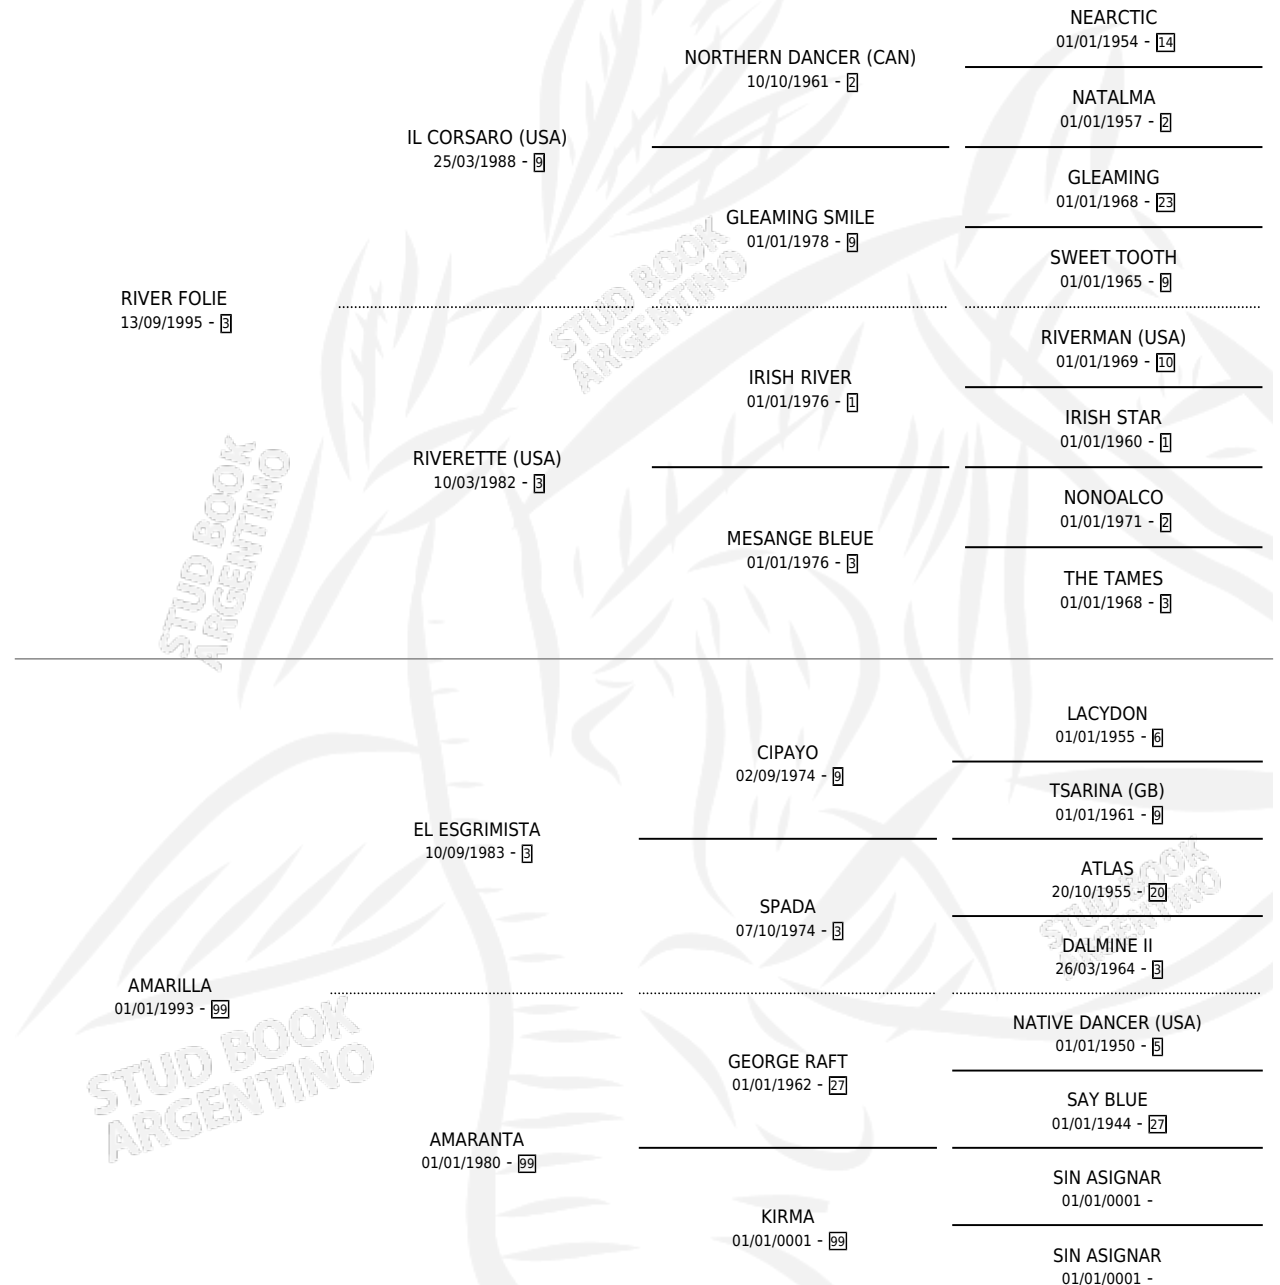 NEARCTIC
01/01/1954 - 14
NORTHERN DANCER (CAN)
10/10/1961 - 2
NATALMA
01/01/1957 - 2
IL CORSARO (USA)
25/03/1988 - 9
GLEAMING
01/01/1968 - 23
GLEAMING SMILE
01/01/1978 - 9
SWEET TOOTH
01/01/1965 - 9
RIVER FOLIE
13/09/1995 - 3
RIVERMAN (USA)
01/01/1969 - 10
IRISH RIVER
01/01/1976 - 1
IRISH STAR
01/01/1960 - 1
RIVERETTE (USA)
10/03/1982 - 3
NONOALCO
01/01/1971 - 2
MESANGE BLEUE
01/01/1976 - 3
THE TAMES
01/01/1968 - 3
LACYDON
01/01/1955 - 6
CIPAYO
02/09/1974 - 9
TSARINA (GB)
01/01/1961 - 9
EL ESGRIMISTA
10/09/1983 - 3
ATLAS
20/10/1955 - 20
SPADA
07/10/1974 - 3
DALMINE II
26/03/1964 - 3
AMARILLA
01/01/1993 - 99
NATIVE DANCER (USA)
01/01/1950 - 5
GEORGE RAFT
01/01/1962 - 27
SAY BLUE
01/01/1944 - 27
AMARANTA
01/01/1980 - 99
SIN ASIGNAR
01/01/0001 -
KIRMA
01/01/0001 - 99
SIN ASIGNAR
01/01/0001 -
STUD BOOK
ARGENTINO
STUD BOOK
ARGENTINO
STUD BOOK
ARGENTINO
STUD BOOK
ARGENTINO